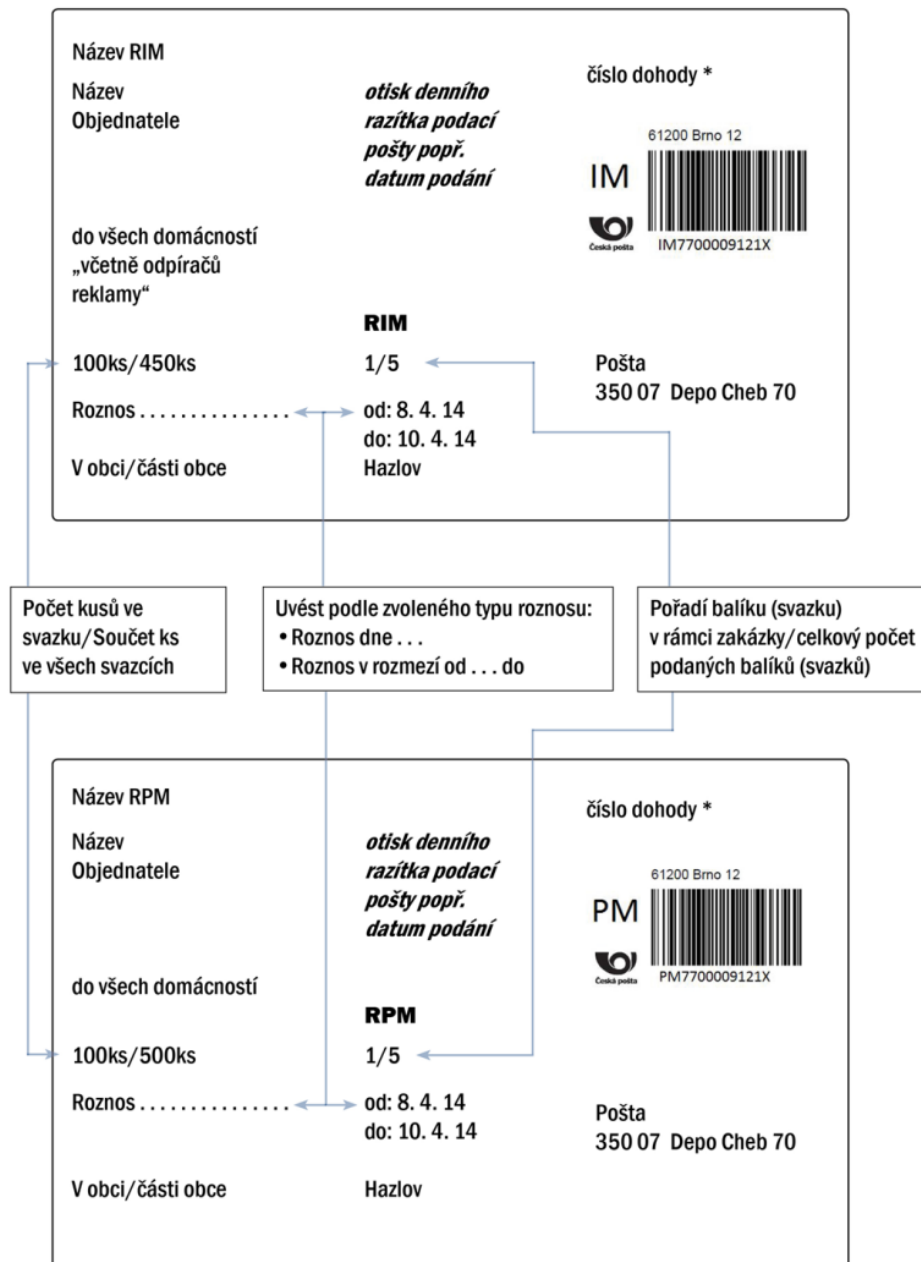 Název RIM
číslo dohody *
Název
Objednatele
otisk denního
razítka podací
pošty popř.
datum podání
61200 Brno 12
IM
Česká pošta
IM7700009121X
do všech domácností
„včetně odpíračů
reklamy“
RIM
100ks/450ks
1/5
Pošta
350 07 Depo Cheb 70
Roznos . . . . . . . . . . . . . . .
od: 8. 4. 14
do: 10. 4. 14
V obci/části obce
Hazlov
Počet kusů ve
svazku/Součet ks
ve všech svazcích
Uvést podle zvoleného typu roznosu:
• Roznos dne . . .
• Roznos v rozmezí od . . . do
Pořadí balíku (svazku)
v rámci zakázky/celkový počet
podaných balíků (svazků)
Název RPM
číslo dohody *
Název
Objednatele
otisk denního
razítka podací
pošty popř.
datum podání
61200 Brno 12
PM
Česká pošta
PM7700009121X
do všech domácností
RPM
100ks/500ks
1/5
Roznos . . . . . . . . . . . . . . .
od: 8. 4. 14
do: 10. 4. 14
Pošta
350 07 Depo Cheb 70
V obci/části obce
Hazlov